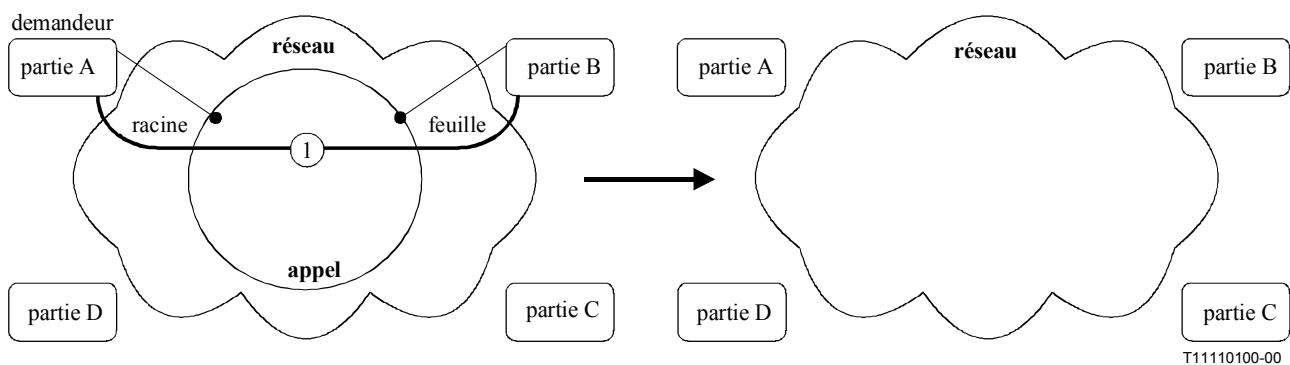 demandeur
partie A
réseau
partie B
racine
feuille
1
appel
partie D
partie C
partie A
réseau
partie B
partie D
partie C
T11110100-00